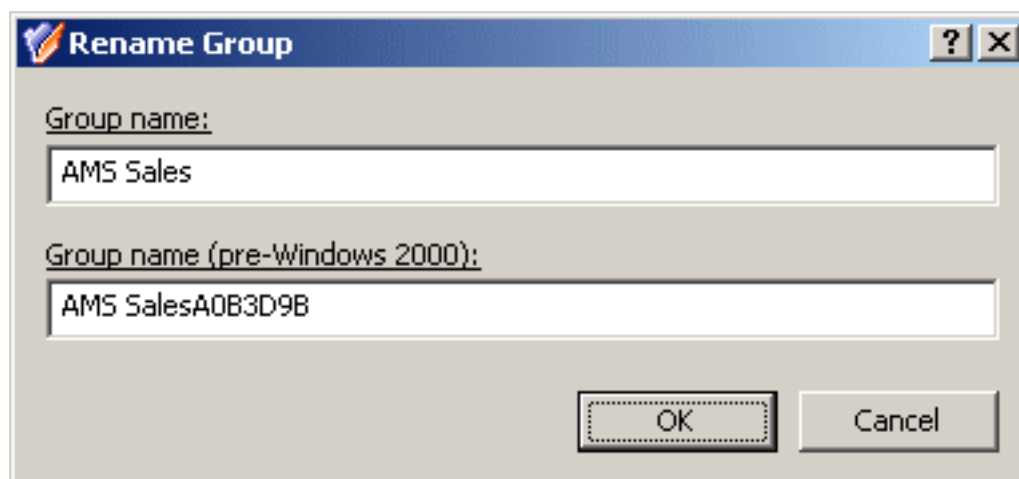 Rename Group
Group name:
AMS Sales
Group name (pre-Windows 2000):
AMS SalesA0B3D9B
OK Cancel